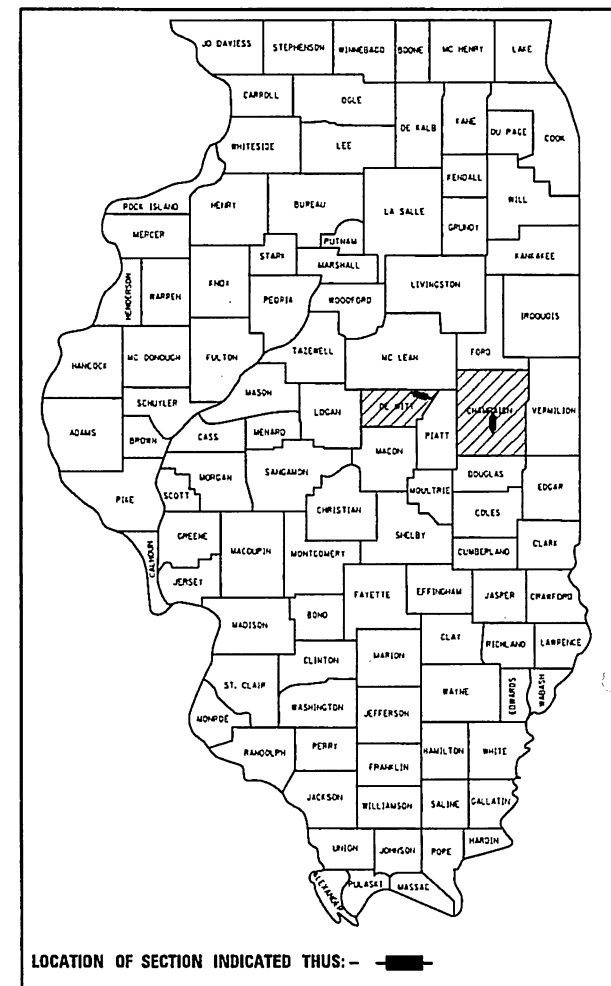 JO DAVIESS STEPHENSON WINNEBAGO BOONE MC HENRY LAKE
CARROLL OGLE DE KALB KANE DU PAGE COOK
WHITESIDE LEE
KENDALL
ROCK ISLAND HENRY BUREAU LA SALLE GRUNDY WILL
MERCER PUTNAM
STARK MARSHALL KANKAKEE
HENDERSON WARREN KNOX PEORIA WOODFORD LIVINGSTON IROQUOIS
HANCOCK MC DONOUGH FULTON TAZEWELL MC LEAN FORD
SCHUYLER MASON LOGAN DE WITT CHAMPAIGN VERMILION
ADAMS BROWN CASS MENARD PIATT
MACON
PIKE SCOTT MORGAN SANGAMON MOULTRIE DOUGLAS EDGAR
CHRISTIAN COLES
CALHOUN GREENE MACOUPIN MONTGOMERY SHELBY CUMBERLAND CLARK
JERSEY FAYETTE EFFINGHAM JASPER CRAWFORD
MADISON BOND
CLAY RICHLAND LAWRENCE
CLINTON MARION
ST. CLAIR WAYNE EDWARDS WABASH
MONROE WASHINGTON JEFFERSON
RANDOLPH PERRY HAMILTON WHITE
FRANKLIN
JACKSON WILLIAMSON SALINE GALLATIN
UNION JOHNSON POPE HARDIN
ALEXANDER PULASKI MASSAC
LOCATION OF SECTION INDICATED THUS: -